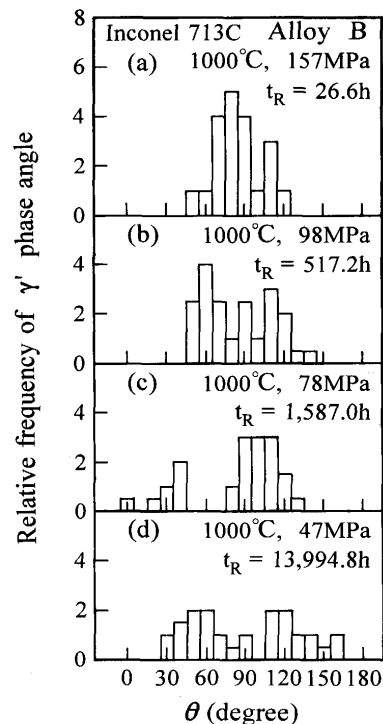 Relative frequency of γ' phase angle
Inconel 713C Alloy B
(a) 1000℃, 157MPa
t_R = 26.6h
8
6
4
2
0
(b) 1000℃, 98MPa
t_R = 517.2h
4
2
0
(c) 1000℃, 78MPa
t_R = 1,587.0h
4
2
0
(d) 1000℃, 47MPa
t_R = 13,994.8h
4
2
0
0 30 60 90 120 150 180
θ (degree)